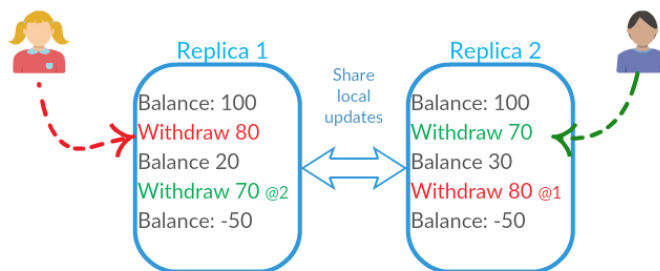 Replica 1
Balance: 100
Withdraw 80
Balance 20
Withdraw 70 @2
Balance: -50
Share
local
updates
Replica 2
Balance: 100
Withdraw 70
Balance 30
Withdraw 80 @1
Balance: -50